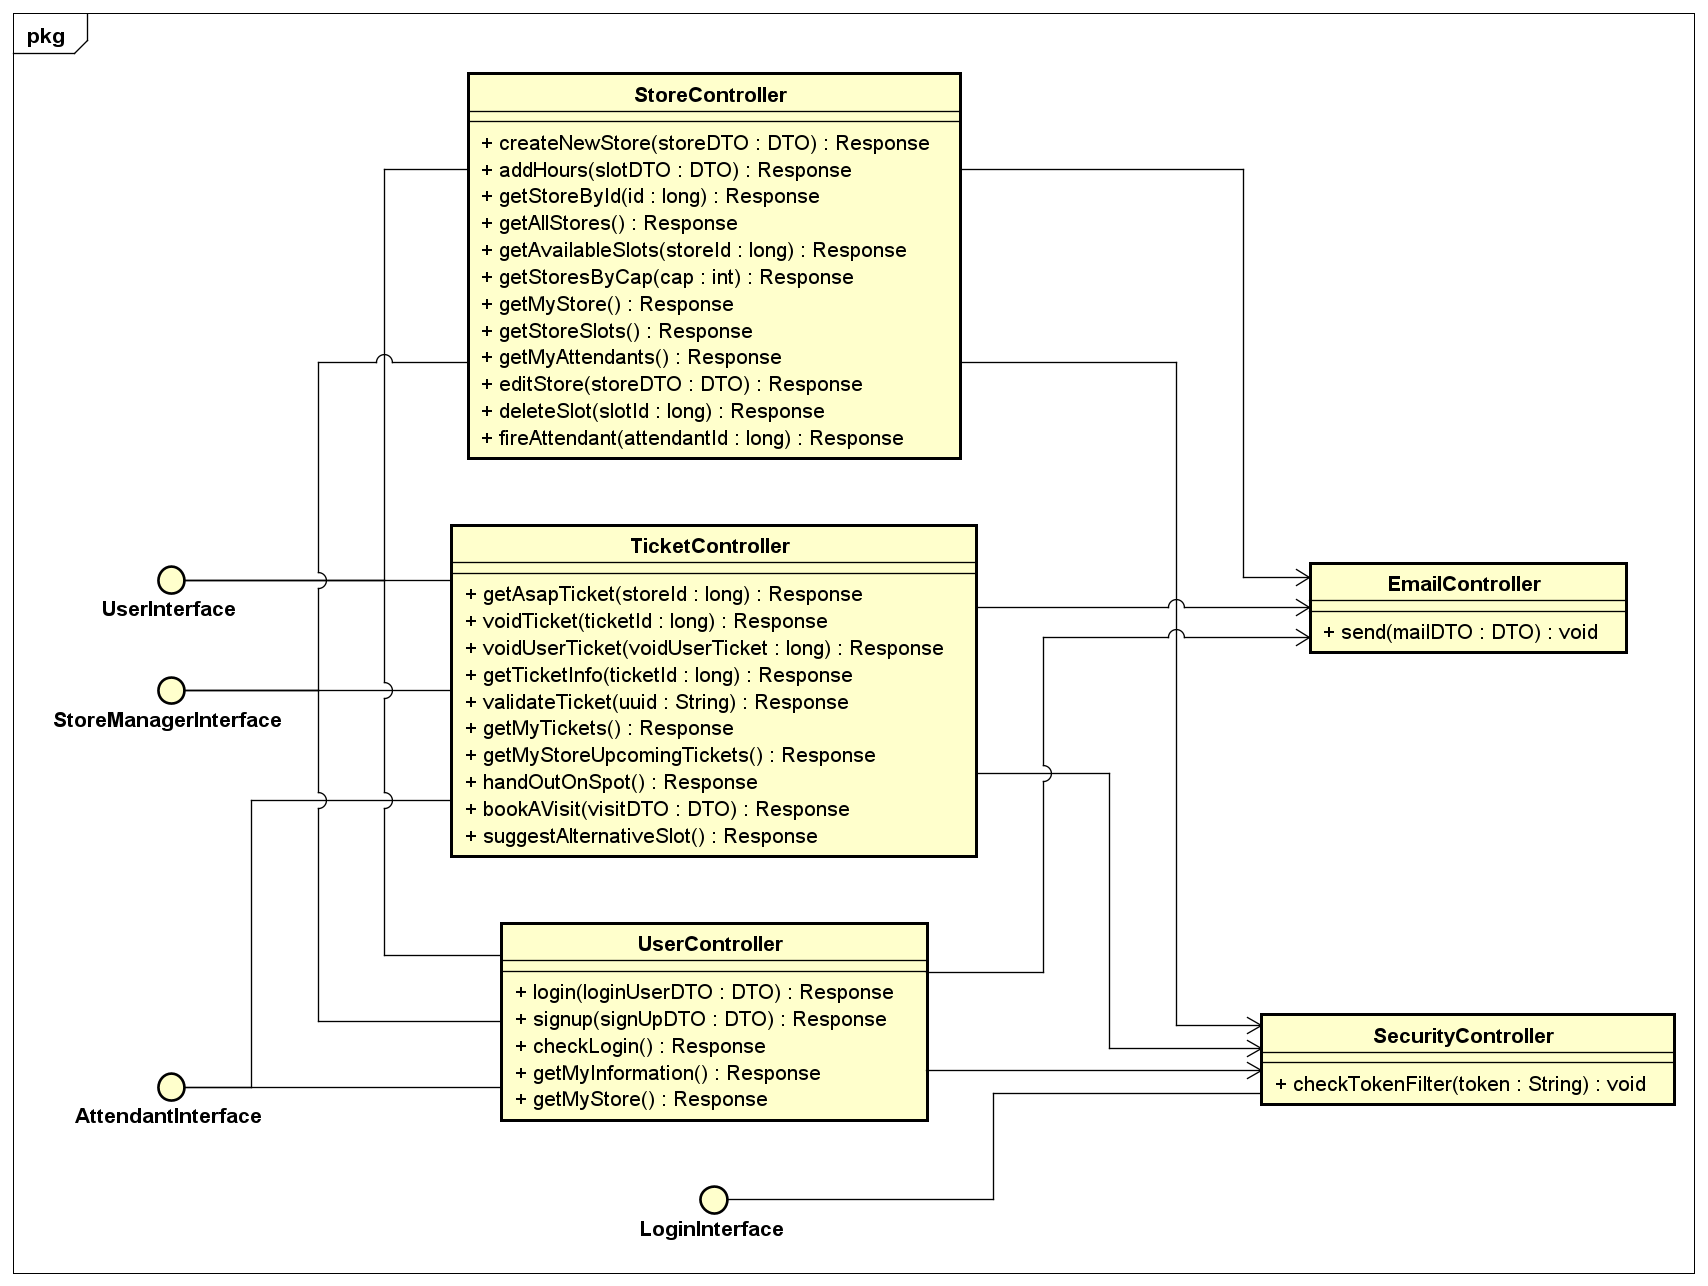 pkg
StoreController
+ createNewStore(storeDTO : DTO) : Response
+ addHours(slotDTO : DTO) : Response
+ getStoreById(id : long) : Response
+ getAllStores() : Response
+ getAvailableSlots(storeId : long) : Response
+ getStoresByCap(cap : int) : Response
+ getMyStore() : Response
+ getStoreSlots() : Response
+ getMyAttendants() : Response
+ editStore(storeDTO : DTO) : Response
+ deleteSlot(slotId : long) : Response
+ fireAttendant(attendantId : long) : Response
TicketController
+ getAsapTicket(storeId : long) : Response
+ voidTicket(ticketId : long) : Response
+ voidUserTicket(voidUserTicket : long) : Response
+ getTicketInfo(ticketId : long) : Response
+ validateTicket(uuid : String) : Response
+ getMyTickets() : Response
+ getMyStoreUpcomingTickets() : Response
+ handOutOnSpot() : Response
+ bookAVisit(visitDTO : DTO) : Response
+ suggestAlternativeSlot() : Response
UserInterface
StoreManagerInterface
EmailController
+ send(mailDTO : DTO) : void
UserController
+ login(loginUserDTO : DTO) : Response
+ signup(signUpDTO : DTO) : Response
+ checkLogin() : Response
+ getMyInformation() : Response
+ getMyStore() : Response
AttendantInterface
SecurityController
+ checkTokenFilter(token : String) : void
LoginInterface